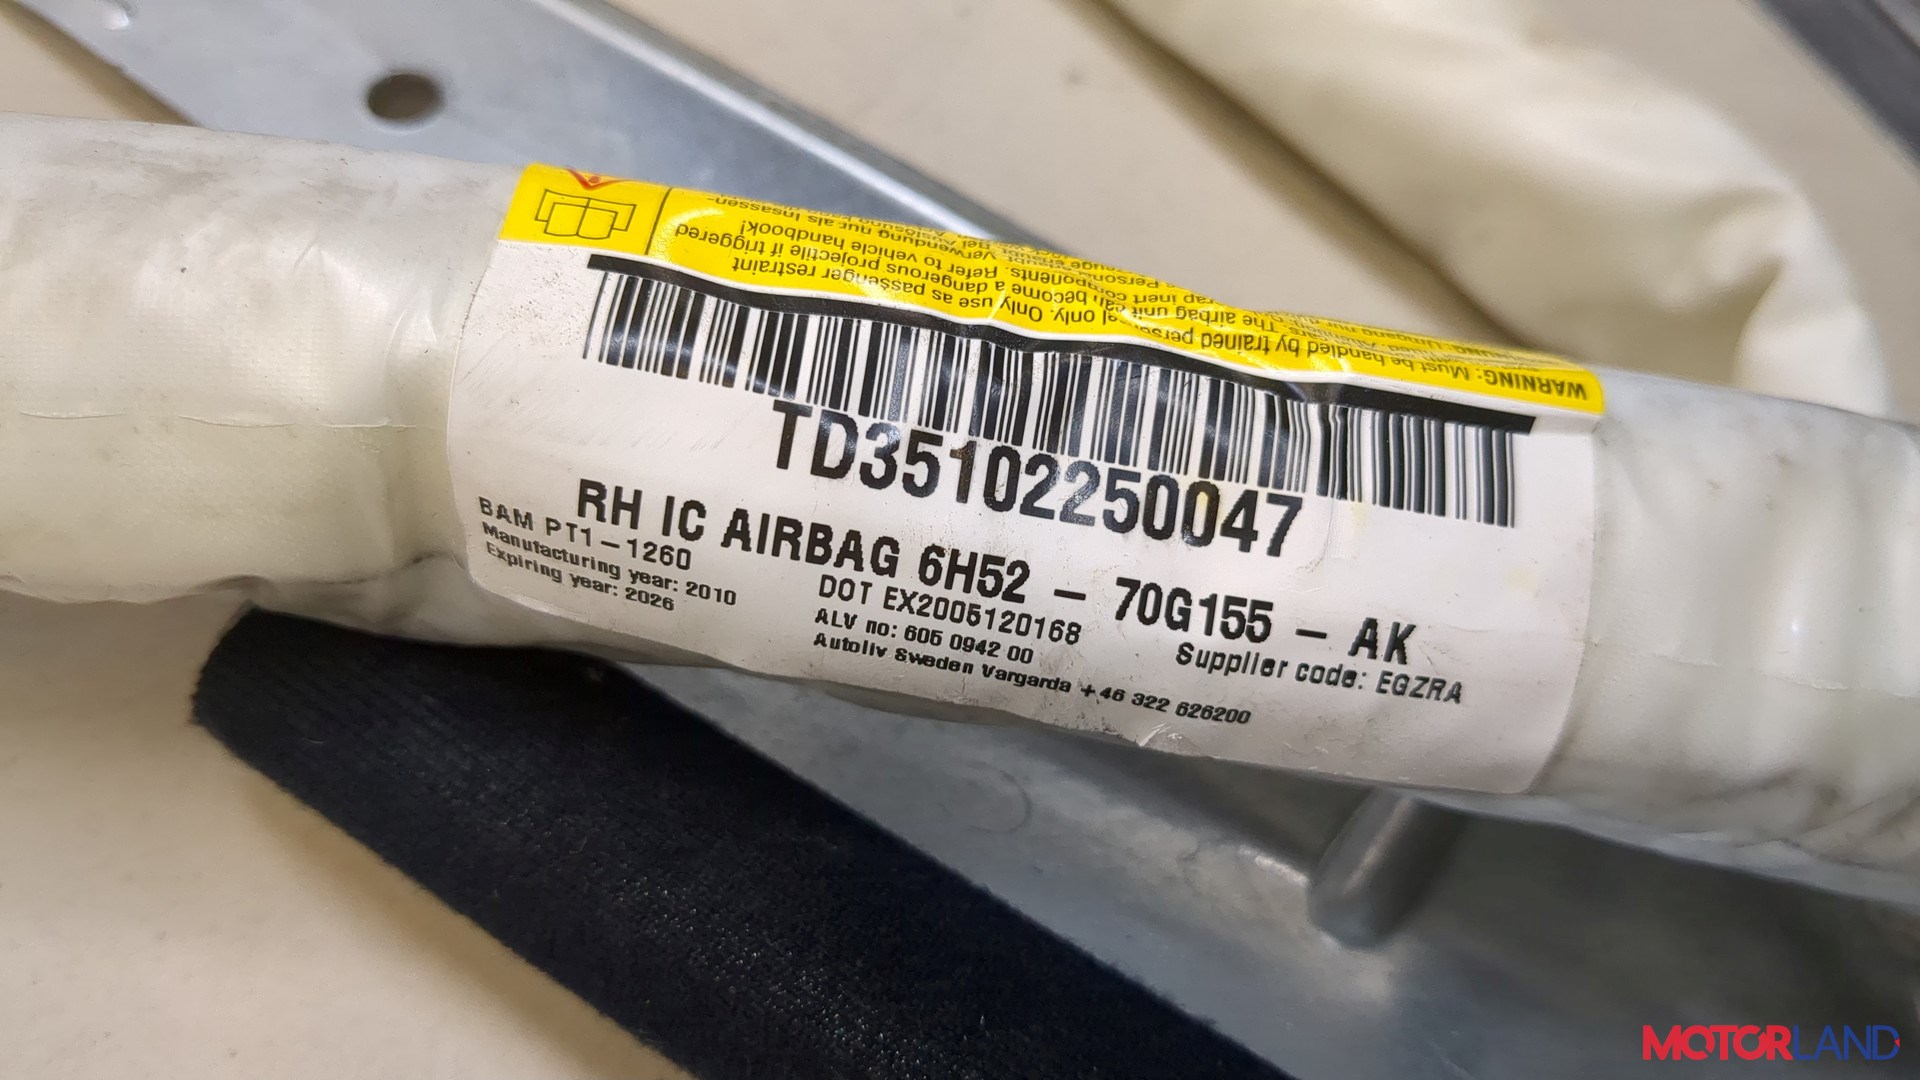 WARNING: Must be handled by trained personnel only. Only use as passenger restraint
The airbag unit can become a dangerous projectile if triggered
components. Refer to vehicle handbook!
TD35102250047
RH IC AIRBAG 6H52 - 70G155 - AK
BAM PT1-1260
Manufacturing year: 2010
Expiring year: 2026
DOT EX2005120168
ALV no: 605 0942 00
Autoliv Sweden Vargarda +46 322 626200
Supplier code: EGZRA
MOTORLAND